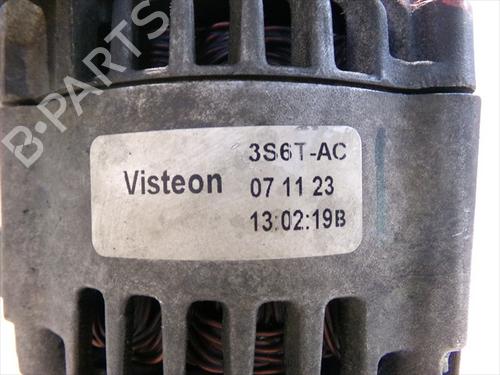 B-PARTS
3S6T-AC
Visteon 07 11 23
13:02:19B